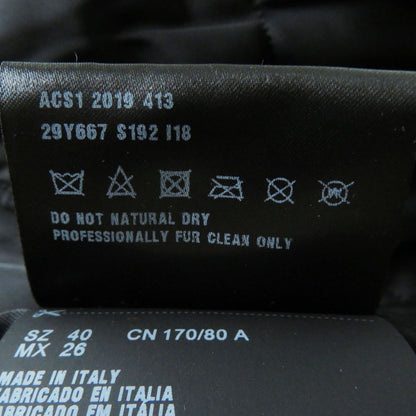 ACS1 2019 413
29Y667 S192 I18
DO NOT NATURAL DRY
PROFESSIONALLY FUR CLEAN ONLY
SZ 40 CN 170/80 A
MX 26
MADE IN ITALY
FABRICADO EN ITALIA
FABRICADO EM ITALIA